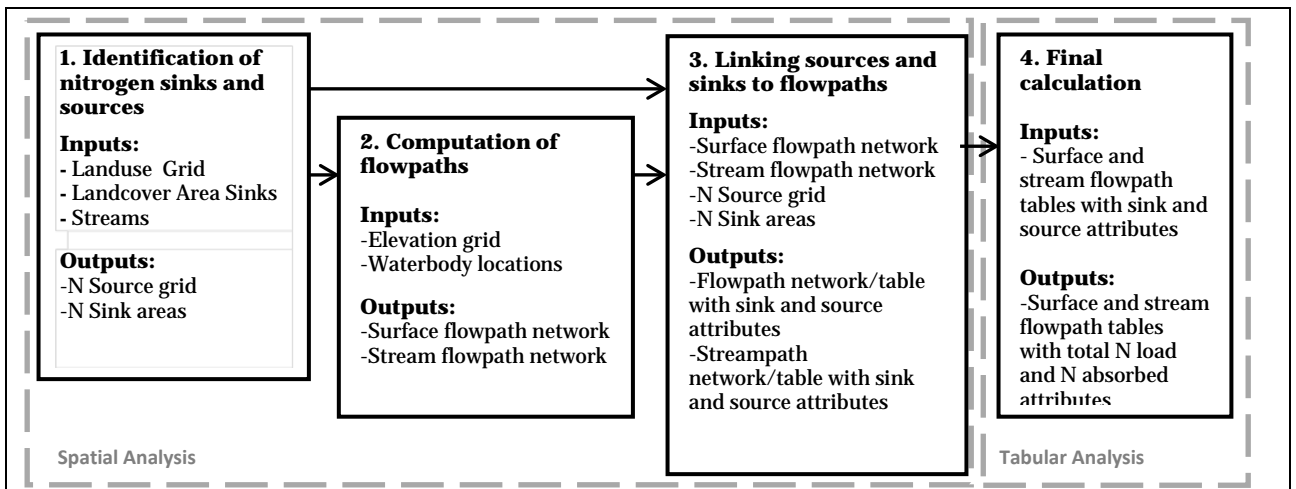 1. Identification of
nitrogen sinks and
sources
Inputs:
- Landuse Grid
- Landcover Area Sinks
- Streams
Outputs:
-N Source grid
-N Sink areas
2. Computation of
flowpaths
Inputs:
-Elevation grid
-Waterbody locations
Outputs:
-Surface flowpath network
-Stream flowpath network
3. Linking sources and
sinks to flowpaths
Inputs:
-Surface flowpath network
-Stream flowpath network
-N Source grid
-N Sink areas
Outputs:
-Flowpath network/table
with sink and source
attributes
-Streampath
network/table with sink
and source attributes
4. Final
calculation
Inputs:
- Surface and
stream flowpath
tables with sink and
source attributes
Outputs:
-Surface and stream
flowpath tables
with total N load
and N absorbed
attributes
Spatial Analysis
Tabular Analysis